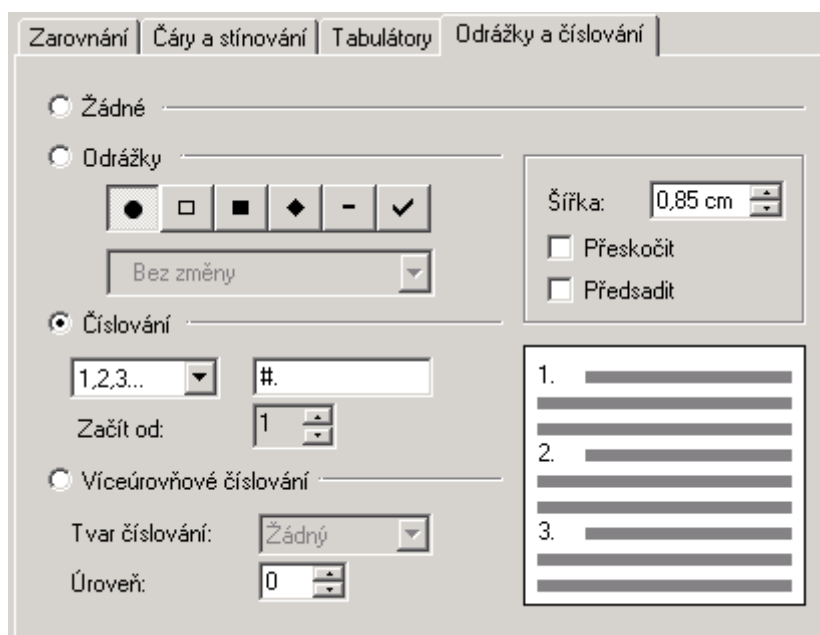 Zarovnání Čáry a stínování Tabulátory Odrážky a číslování
Žádné
Odrážky
Bez změny
Šířka: 0,85 cm
Přeskočit
Předsadit
Číslování
1,2,3... #.
Začít od: 1
Víceúrovňové číslování
Tvar číslování: Žádný
Úroveň: 0
1.
2.
3.